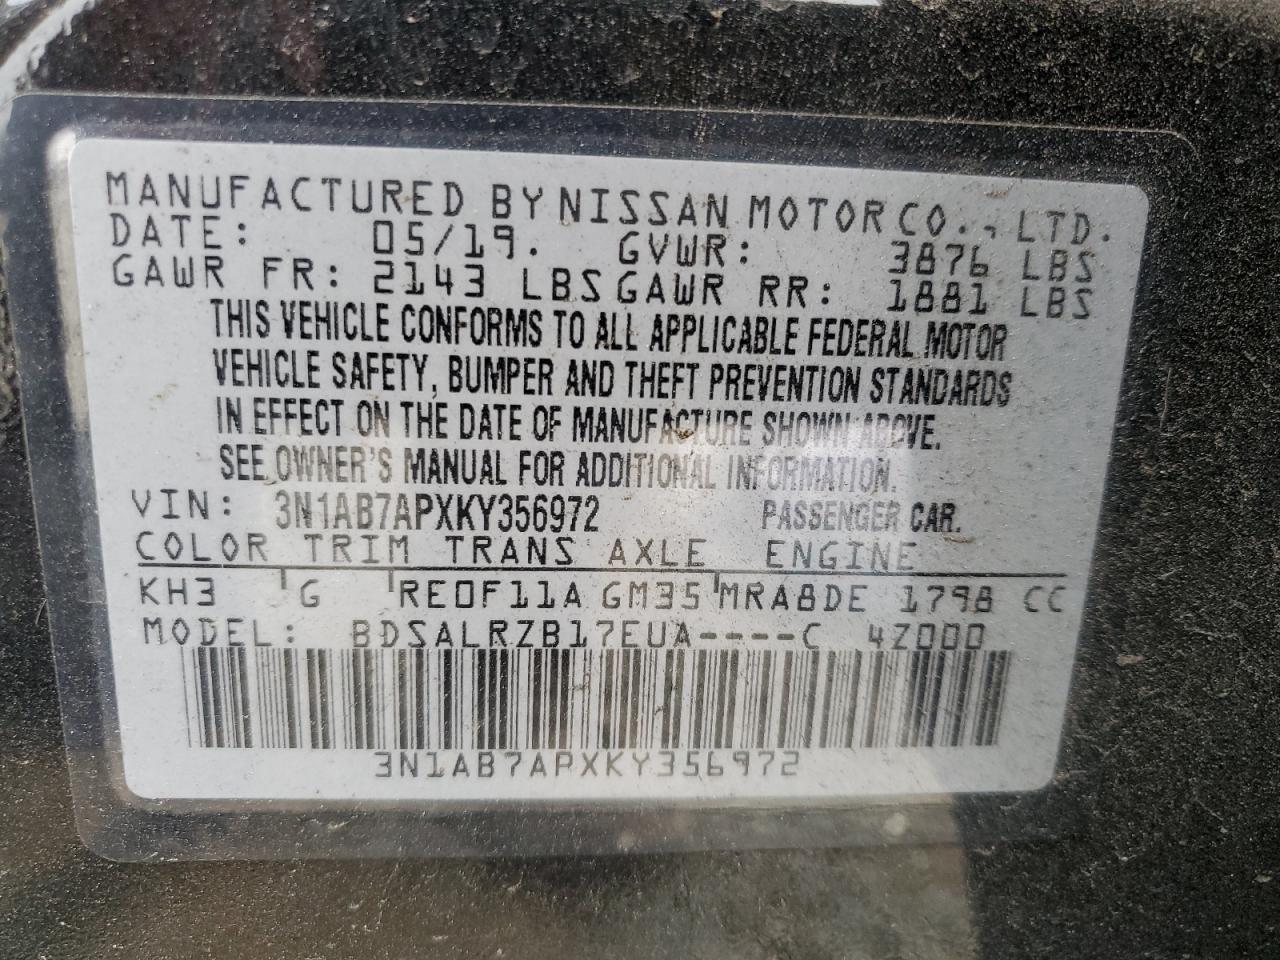 MANUFACTURED BY NISSAN MOTOR CO., LTD.
DATE: 05/19. GVWR: 3876 LBS
GAWR FR: 2143 LBS GAWR RR: 1881 LBS
THIS VEHICLE CONFORMS TO ALL APPLICABLE FEDERAL MOTOR
VEHICLE SAFETY, BUMPER AND THEFT PREVENTION STANDARDS
IN EFFECT ON THE DATE OF MANUFACTURE SHOWN ABOVE.
SEE OWNER'S MANUAL FOR ADDITIONAL INFORMATION.
VIN: 3N1AB7APXKY356972 PASSENGER CAR.
COLOR TRIM TRANS AXLE ENGINE
KH3 G RE0F11A GM35 MRA8DE 1798 CC
MODEL: BDSALRZB17EUA----C 4Z000
3N1AB7APXKY356972